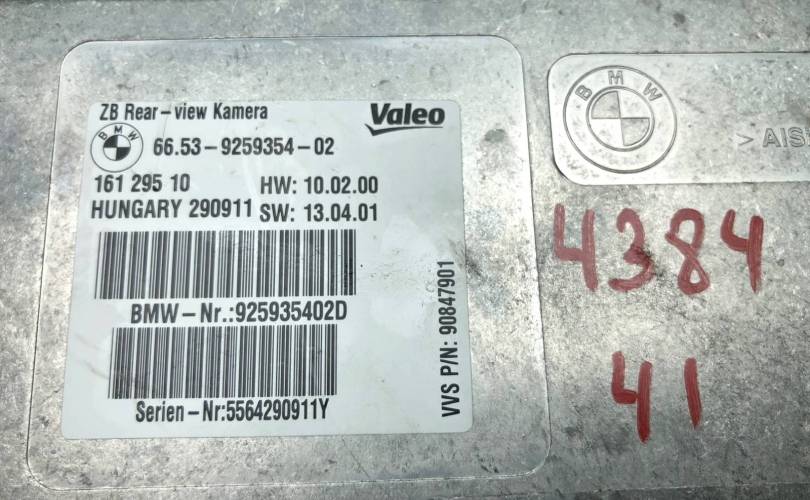 ZB Rear-view Kamera
Valeo
BMW
66.53-9259354-02
161 295 10 HW: 10.02.00
HUNGARY 290911 SW: 13.04.01
BMW-Nr.:925935402D
Serien-Nr:5564290911Y
VVS P/N: 90847901
BMW
4384
41